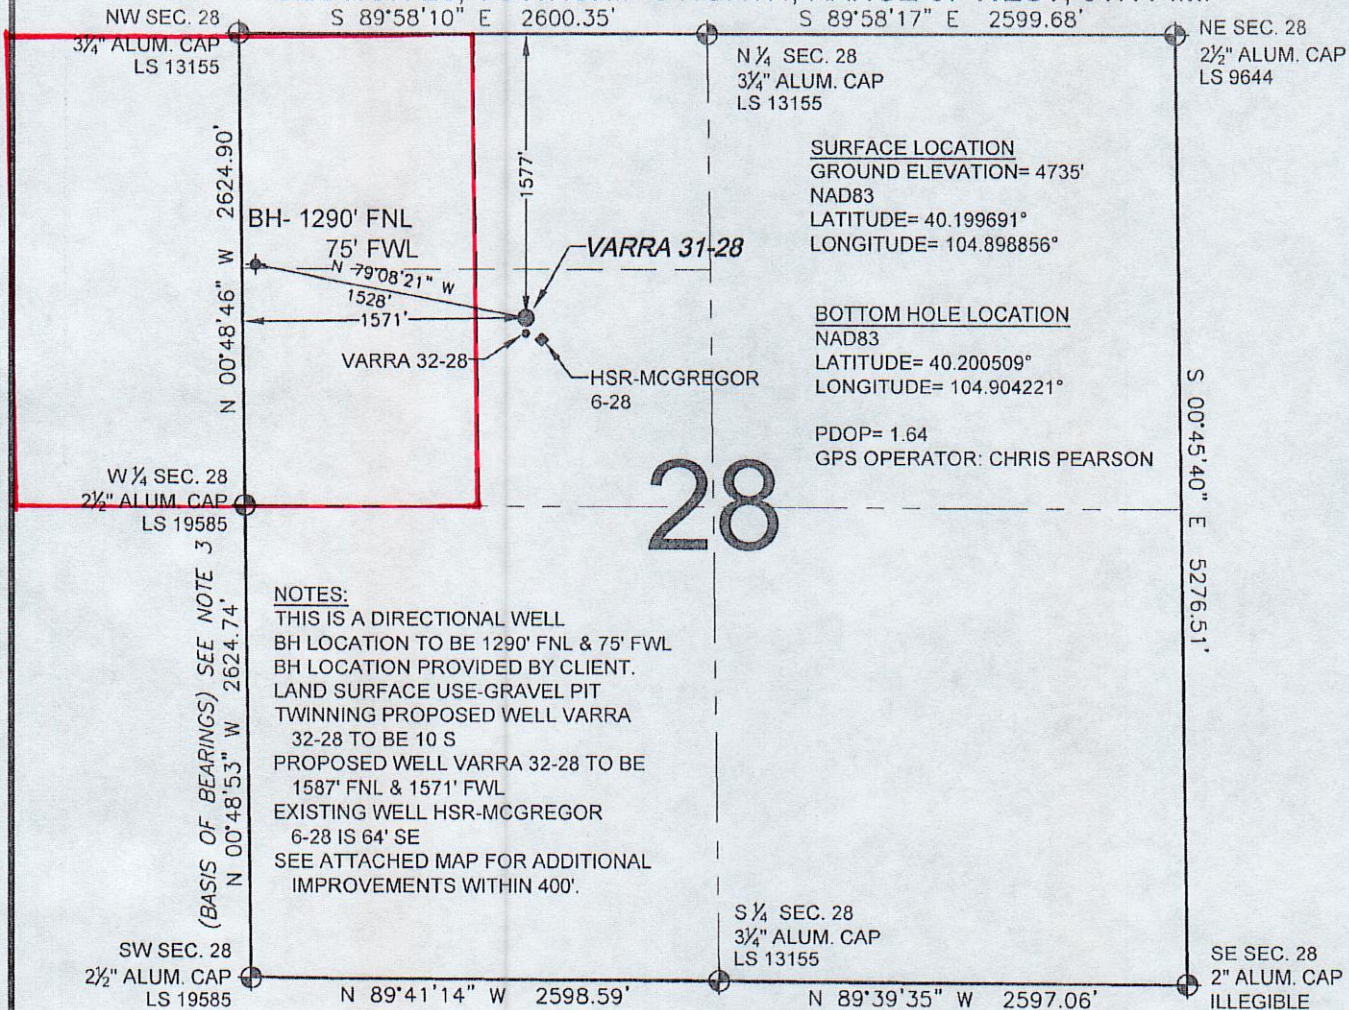 S 89°58'10" E 2600.35'
S 89°58'17" E 2599.68'
NW SEC. 28
3¼" ALUM. CAP
LS 13155
N ¼ SEC. 28
3¼" ALUM. CAP
LS 13155
NE SEC. 28
2½" ALUM. CAP
LS 9644
N 00°48'46" W 2624.90'
BH- 1290' FNL
75' FWL
N 79°08'21" W
1528'
1571'
1577'
VARRA 31-28
VARRA 32-28
HSR-MCGREGOR
6-28
SURFACE LOCATION
GROUND ELEVATION= 4735'
NAD83
LATITUDE= 40.199691°
LONGITUDE= 104.898856°
BOTTOM HOLE LOCATION
NAD83
LATITUDE= 40.200509°
LONGITUDE= 104.904221°
PDOP= 1.64
GPS OPERATOR: CHRIS PEARSON
S 00°45'40" E 5276.51'
W ¼ SEC. 28
2½" ALUM. CAP
LS 19585
28
(BASIS OF BEARINGS) SEE NOTE 3
N 00°48'53" W 2624.74'
NOTES:
THIS IS A DIRECTIONAL WELL
BH LOCATION TO BE 1290' FNL & 75' FWL
BH LOCATION PROVIDED BY CLIENT.
LAND SURFACE USE-GRAVEL PIT
TWINNING PROPOSED WELL VARRA
32-28 TO BE 10 S
PROPOSED WELL VARRA 32-28 TO BE
1587' FNL & 1571' FWL
EXISTING WELL HSR-MCGREGOR
6-28 IS 64' SE
SEE ATTACHED MAP FOR ADDITIONAL
IMPROVEMENTS WITHIN 400'.
SW SEC. 28
2½" ALUM. CAP
LS 19585
N 89°41'14" W 2598.59'
S ¼ SEC. 28
3¼" ALUM. CAP
LS 13155
N 89°39'35" W 2597.06'
SE SEC. 28
2" ALUM. CAP
ILLEGIBLE